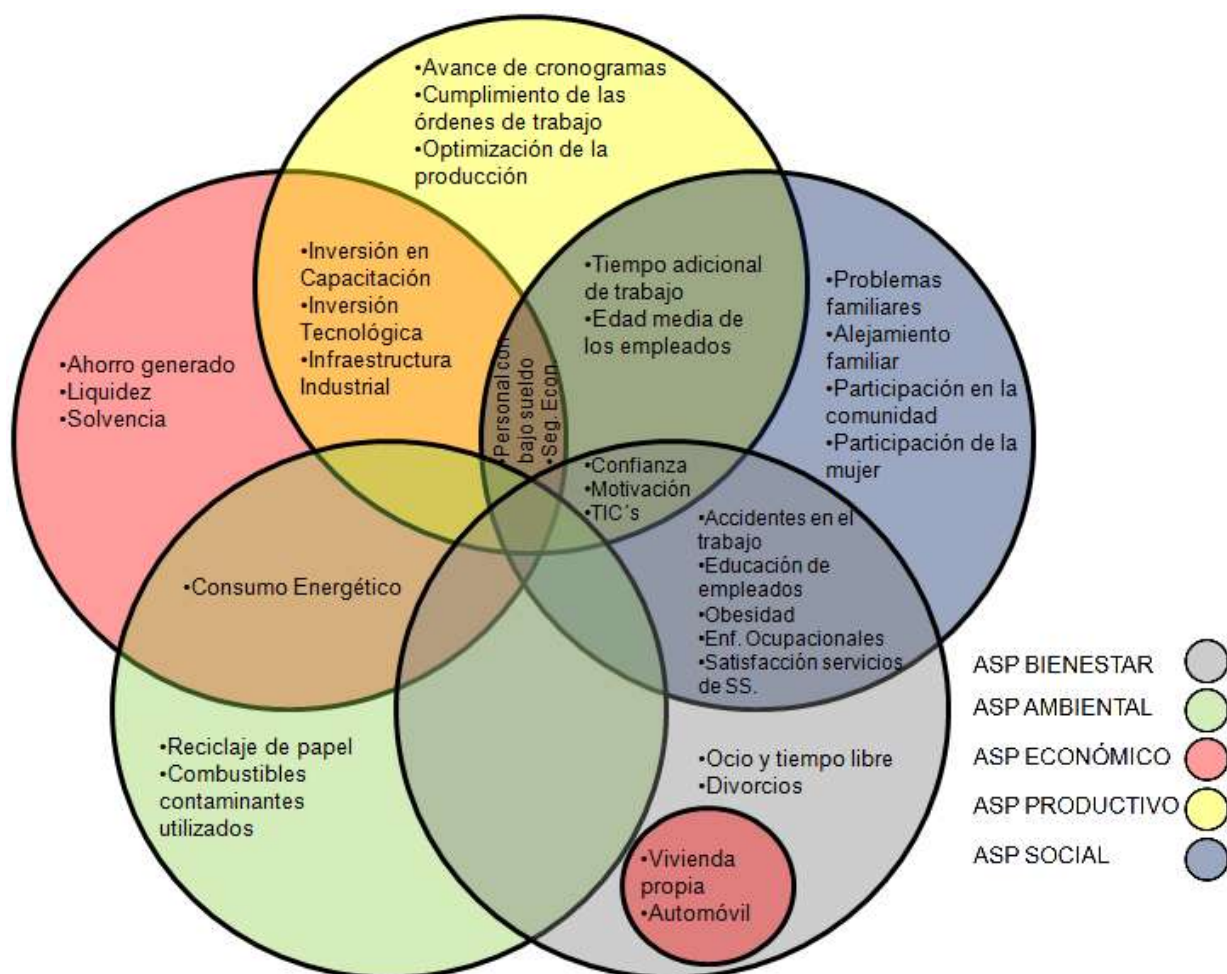 •Avance de cronogramas
•Cumplimiento de las
órdenes de trabajo
•Optimización de la
producción
•Inversión en
Capacitación
•Inversión
Tecnológica
•Infraestructura
Industrial
•Tiempo adicional
de trabajo
•Edad media de
los empleados
•Problemas
familiares
•Alejamiento
familiar
•Participación en la
comunidad
•Participación de la
mujer
•Ahorro generado
•Liquidez
•Solvencia
•Personal con
bajo sueldo
•Seg. Econ.
•Confianza
•Motivación
•TIC´s
•Accidentes en el
trabajo
•Educación de
empleados
•Obesidad
•Enf. Ocupacionales
•Satisfacción servicios
de SS.
•Consumo Energético
•Reciclaje de papel
•Combustibles
contaminantes
utilizados
•Ocio y tiempo libre
•Divorcios
•Vivienda
propia
•Automóvil
ASP BIENESTAR
ASP AMBIENTAL
ASP ECONÓMICO
ASP PRODUCTIVO
ASP SOCIAL